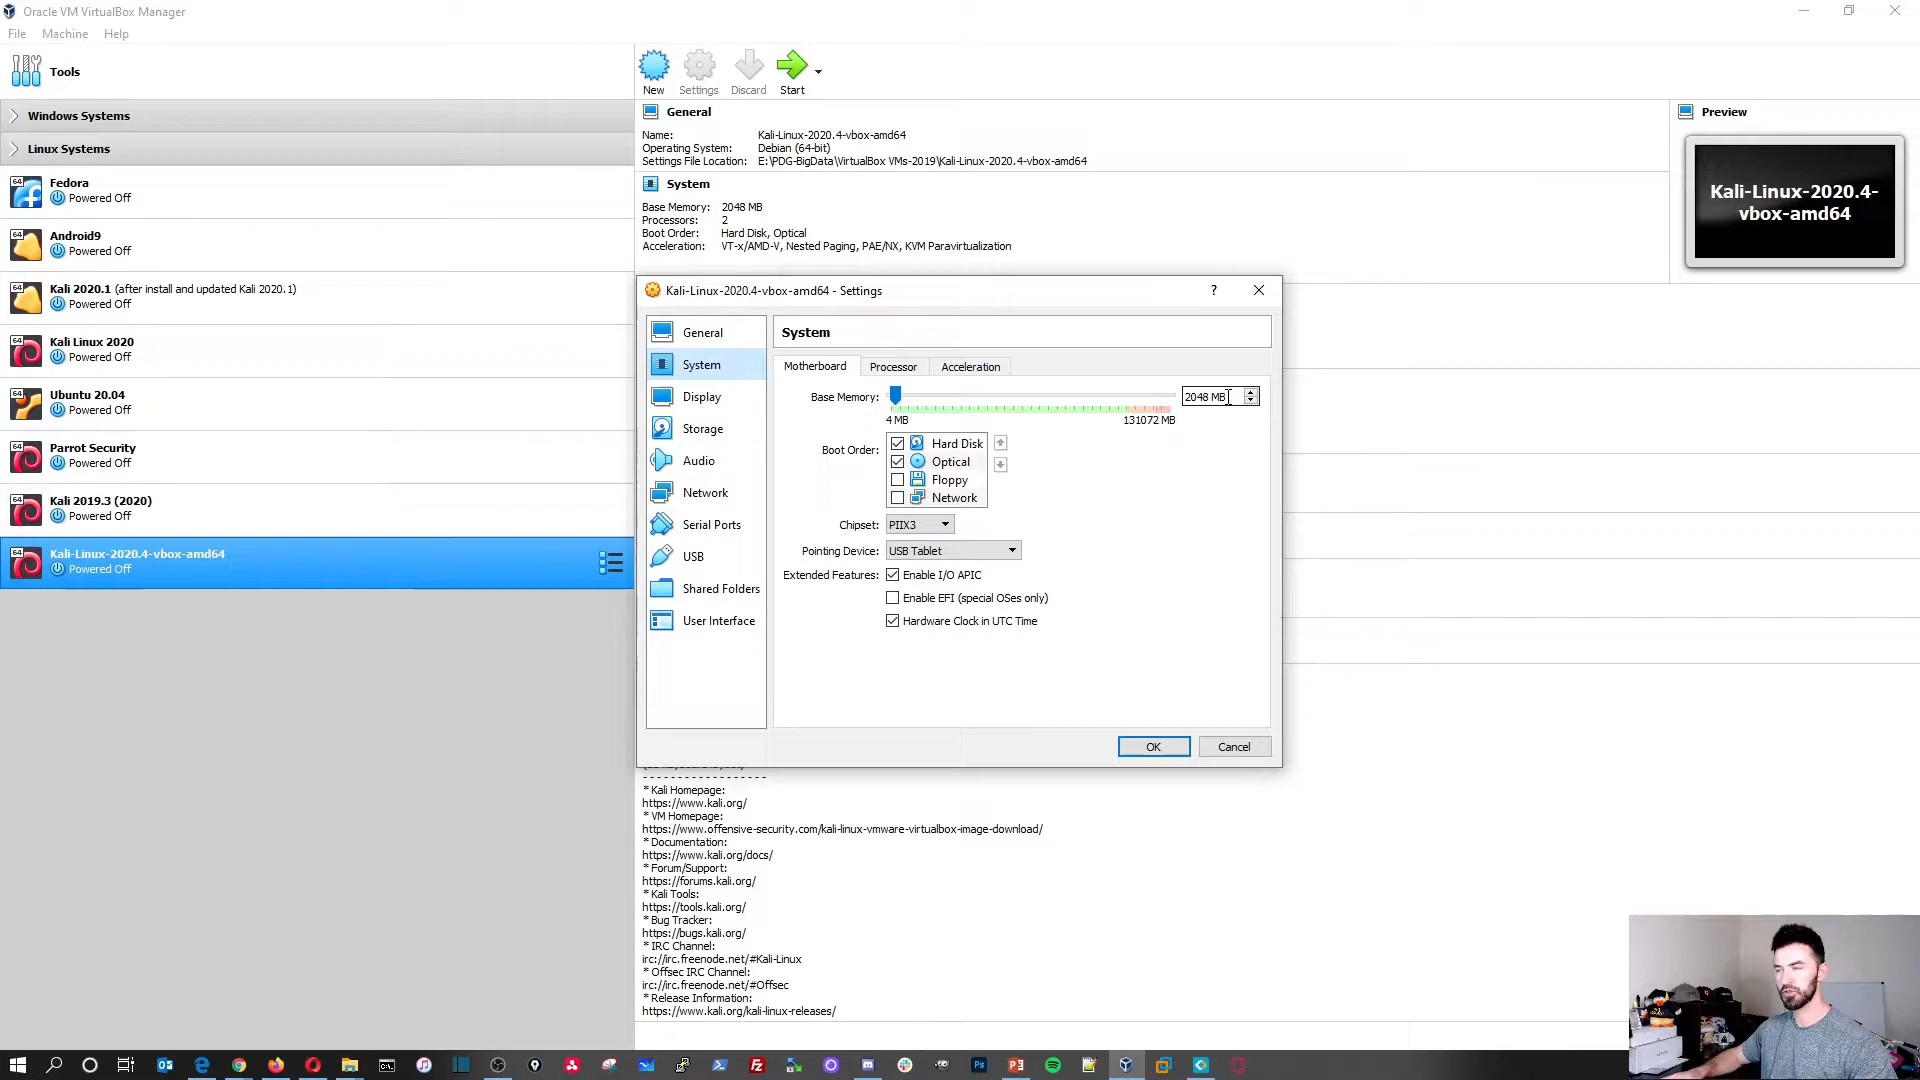 Oracle VM VirtualBox Manager
File Machine Help
Tools
Windows Systems
Linux Systems
64 Fedora
Powered Off
64 Android9
Powered Off
64 Kali 2020.1 (after install and updated Kali 2020.1)
Powered Off
64 Kali Linux 2020
Powered Off
64 Ubuntu 20.04
Powered Off
64 Parrot Security
Powered Off
64 Kali 2019.3 (2020)
Powered Off
64 Kali-Linux-2020.4-vbox-amd64
Powered Off
New Settings Discard Start
General
Name: Kali-Linux-2020.4-vbox-amd64
Operating System: Debian (64-bit)
Settings File Location: E:\PDG-BigData\VirtualBox VMs-2019\Kali-Linux-2020.4-vbox-amd64
System
Base Memory: 2048 MB
Processors: 2
Boot Order: Hard Disk, Optical
Acceleration: VT-x/AMD-V, Nested Paging, PAE/NX, KVM Paravirtualization
Preview
Kali-Linux-2020.4-
vbox-amd64
Kali-Linux-2020.4-vbox-amd64 - Settings
?
General
System
Display
Storage
Audio
Network
Serial Ports
USB
Shared Folders
User Interface
System
Motherboard Processor Acceleration
Base Memory: 2048 MB
4 MB 131072 MB
Boot Order: Hard Disk
Optical
Floppy
Network
Chipset: PIIX3
Pointing Device: USB Tablet
Extended Features: Enable I/O APIC
Enable EFI (special OSes only)
Hardware Clock in UTC Time
OK Cancel
- - - - - - - - - - - - - - - - - -
* Kali Homepage:
https://www.kali.org/
* VM Homepage:
https://www.offensive-security.com/kali-linux-vmware-virtualbox-image-download/
* Documentation:
https://www.kali.org/docs/
* Forum/Support:
https://forums.kali.org/
* Kali Tools:
https://tools.kali.org/
* Bug Tracker:
https://bugs.kali.org/
* IRC Channel:
irc://irc.freenode.net/#Kali-Linux
* Offsec IRC Channel:
irc://irc.freenode.net/#Offsec
* Release Information:
https://www.kali.org/kali-linux-releases/